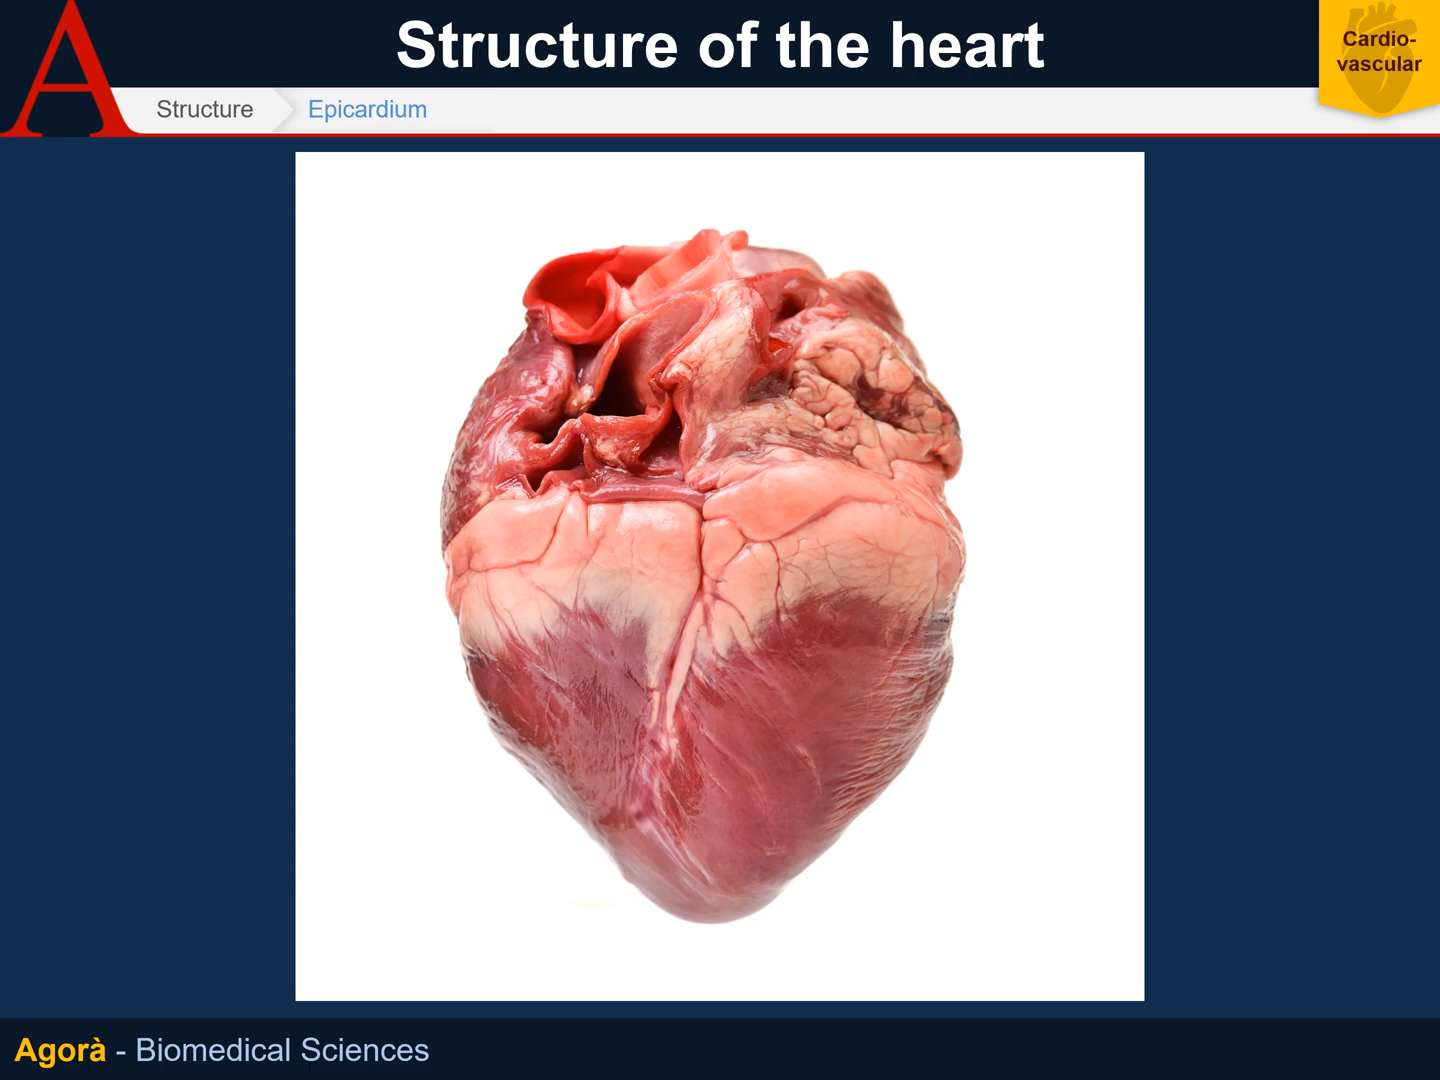 A
Structure of the heart
Cardio-
vascular
Structure
Epicardium
Agorà - Biomedical Sciences